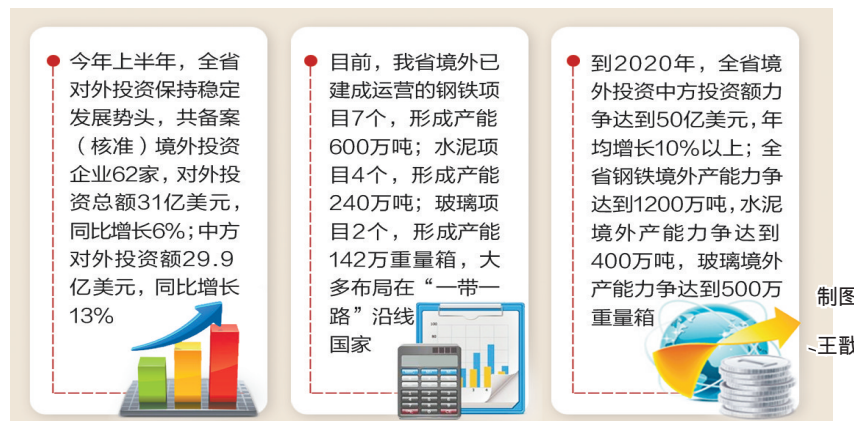 今年上半年，全省
对外投资保持稳定
发展势头，共备案
（核准）境外投资
企业62家，对外投
资总额31亿美元，
同比增长6%；中方
对外投资额29.9
亿美元，同比增长
13%
目前，我省境外已
建成运营的钢铁项
目7个，形成产能
600万吨；水泥项
目4个，形成产能
240万吨；玻璃项
目2个，形成产能
142万重量箱，大
多布局在“一带一
路”沿线
国家
到2020年，全省境
外投资中方投资额力
争达到50亿美元，年
均增长10%以上；全
省钢铁境外产能力争
达到1200万吨，水泥
境外产能力争达到
400万吨，玻璃境外
产能力争达到500万
重量箱
制图
王戬